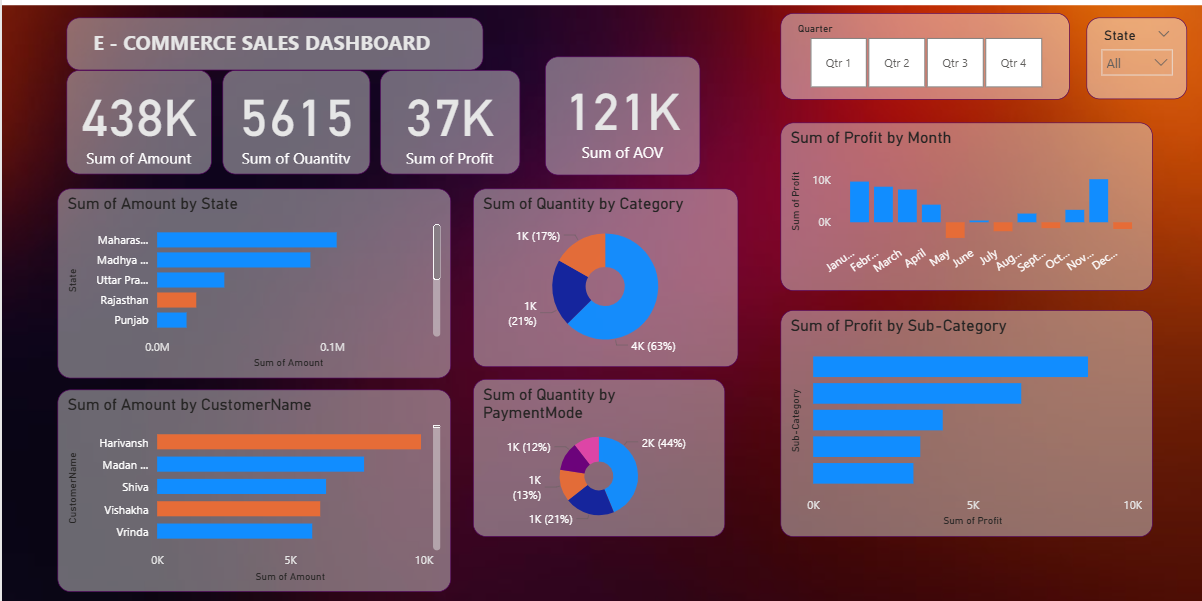 E - COMMERCE SALES DASHBOARD
438K
Sum of Amount
5615
Sum of Quantity
37K
Sum of Profit
121K
Sum of AOV
Quarter
Qtr 1
Qtr 2
Qtr 3
Qtr 4
State
All
Sum of Amount by State
State
Maharas...
Madhya ...
Uttar Pra...
Rajasthan
Punjab
0.0M
0.1M
Sum of Amount
Sum of Quantity by Category
1K (17%)
1K
(21%)
4K (63%)
Sum of Profit by Month
Sum of Profit
10K
0K
Janu...
Febr...
March
April
May
June
July
Aug...
Sept...
Oct...
Nov...
Dec...
Sum of Amount by CustomerName
CustomerName
Harivansh
Madan ...
Shiva
Vishakha
Vrinda
0K
5K
10K
Sum of Amount
Sum of Quantity by
PaymentMode
1K (12%)
2K (44%)
1K
(13%)
1K (21%)
Sum of Profit by Sub-Category
Sub-Category
0K
5K
10K
Sum of Profit